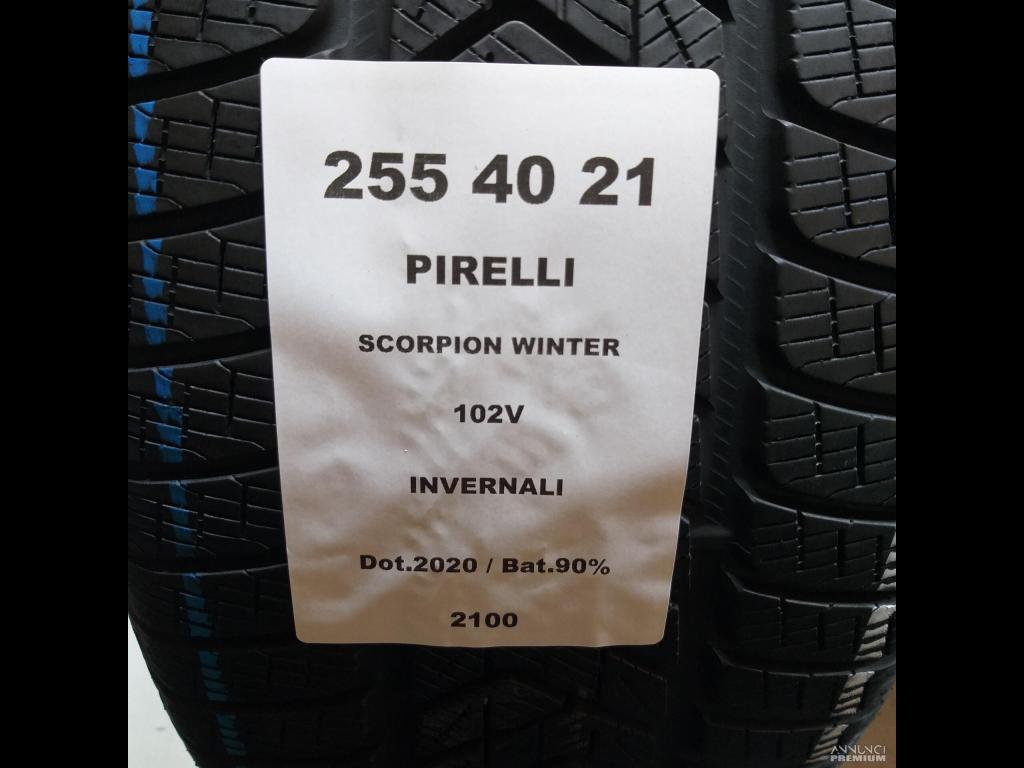 255 40 21
PIRELLI
SCORPION WINTER
102V
INVERNALI
Dot.2020 / Bat.90%
2100
ANNUNCI
PREMIUM